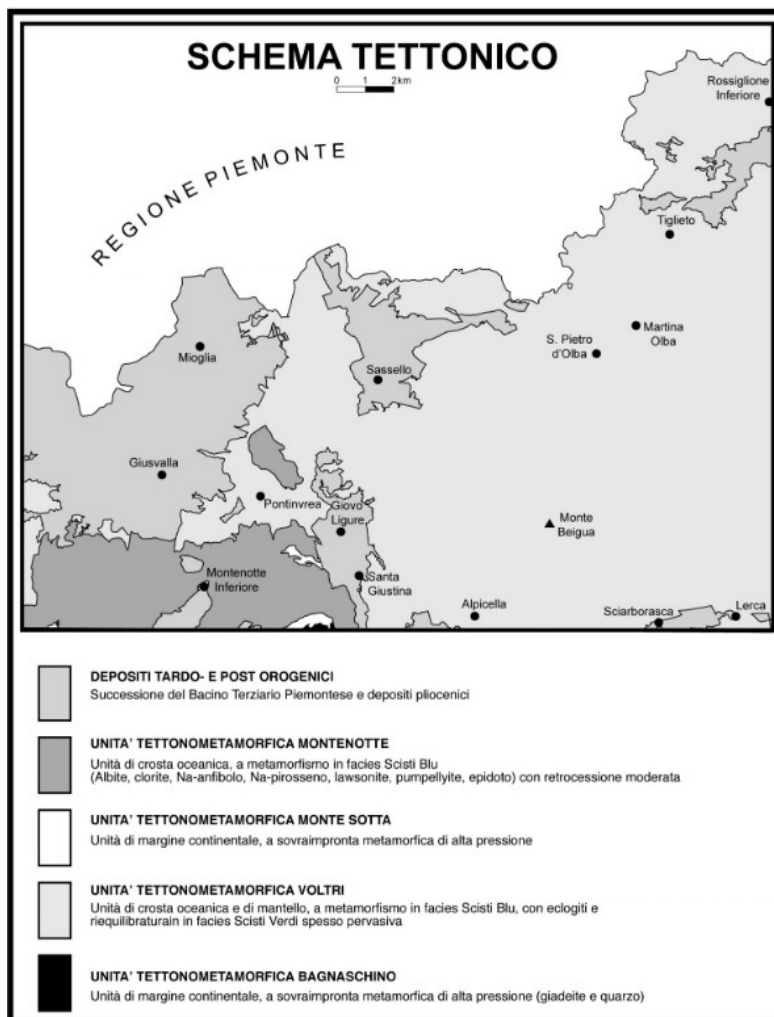 SCHEMA TETTONICO
0 1 2km
Rossiglione
Inferiore
REGIONE PIEMONTE
Tiglieto
Martina
Olba
S. Pietro
d'Olba
Mioglia
Sassello
Giusvalla
Pontinvrea
Giovo
Ligure
Monte
Beigua
Montenotte
Inferiore
Santa
Giustina
Alpicella
Sciarborasca
Lerca
DEPOSITI TARDO- E POST OROGENICI
Successione del Bacino Terziario Piemontese e depositi pliocenici
UNITA' TETTONOMETAMORFICA MONTENOTTE
Unità di crosta oceanica, a metamorfismo in facies Scisti Blu
(Albite, clorite, Na-anfibolo, Na-pirosseno, lawsonite, pumpellyite, epidoto) con retrocessione moderata
UNITA' TETTONOMETAMORFICA MONTE SOTTA
Unità di margine continentale, a sovraimpronta metamorfica di alta pressione
UNITA' TETTONOMETAMORFICA VOLTRI
Unità di crosta oceanica e di mantello, a metamorfismo in facies Scisti Blu, con eclogiti e
riequilibraturain in facies Scisti Verdi spesso pervasiva
UNITA' TETTONOMETAMORFICA BAGNASCHINO
Unità di margine continentale, a sovraimpronta metamorfica di alta pressione (giadeite e quarzo)